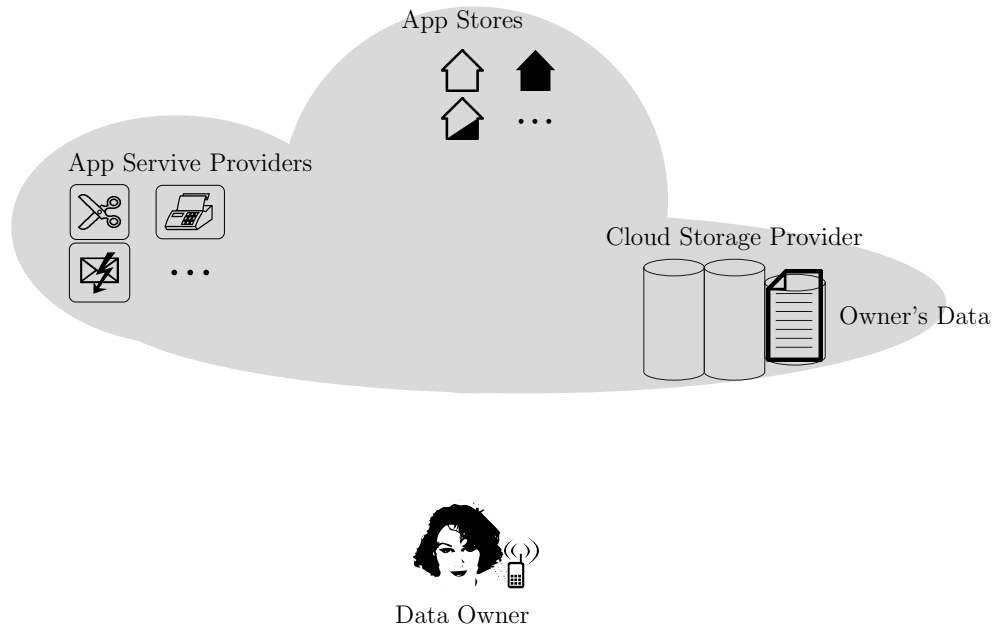 App Stores
App Servive Providers
Cloud Storage Provider
Owner's Data
Data Owner